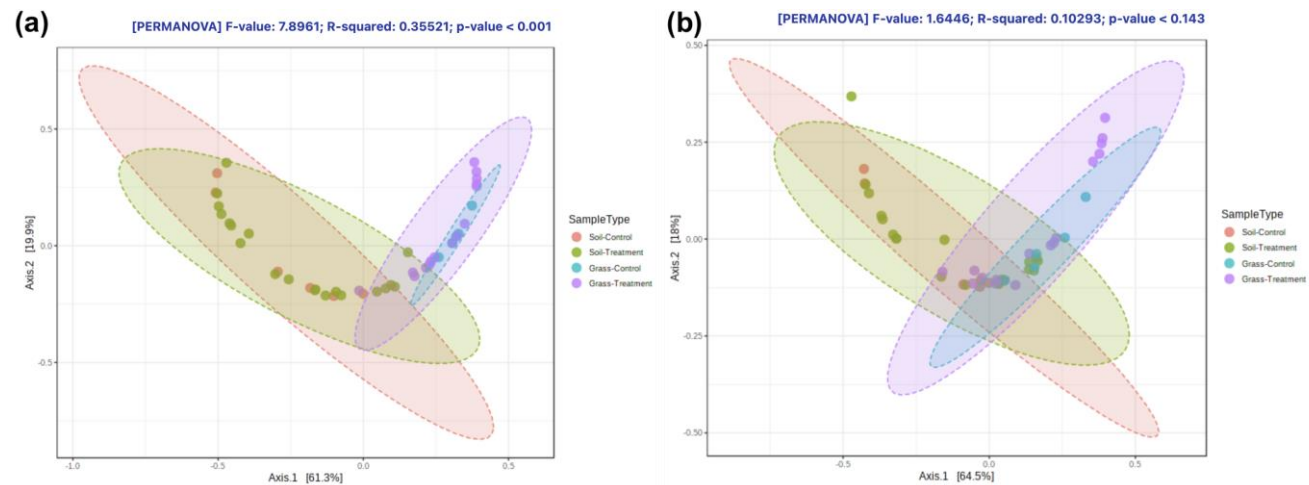 (a)
[PERMANOVA] F-value: 7.8961; R-squared: 0.35521; p-value < 0.001
0.5
0.0
-0.5
Axis.2 [19.9%]
-1.0
-0.5
0.0
0.5
Axis.1 [61.3%]
SampleType
Soil-Control
Soil-Treatment
Grass-Control
Grass-Treatment
(b)
[PERMANOVA] F-value: 1.6446; R-squared: 0.10293; p-value < 0.143
0.50
0.25
0.00
-0.25
-0.50
Axis.2 [18%]
-0.5
0.0
0.5
Axis.1 [64.5%]
SampleType
Soil-Control
Soil-Treatment
Grass-Control
Grass-Treatment